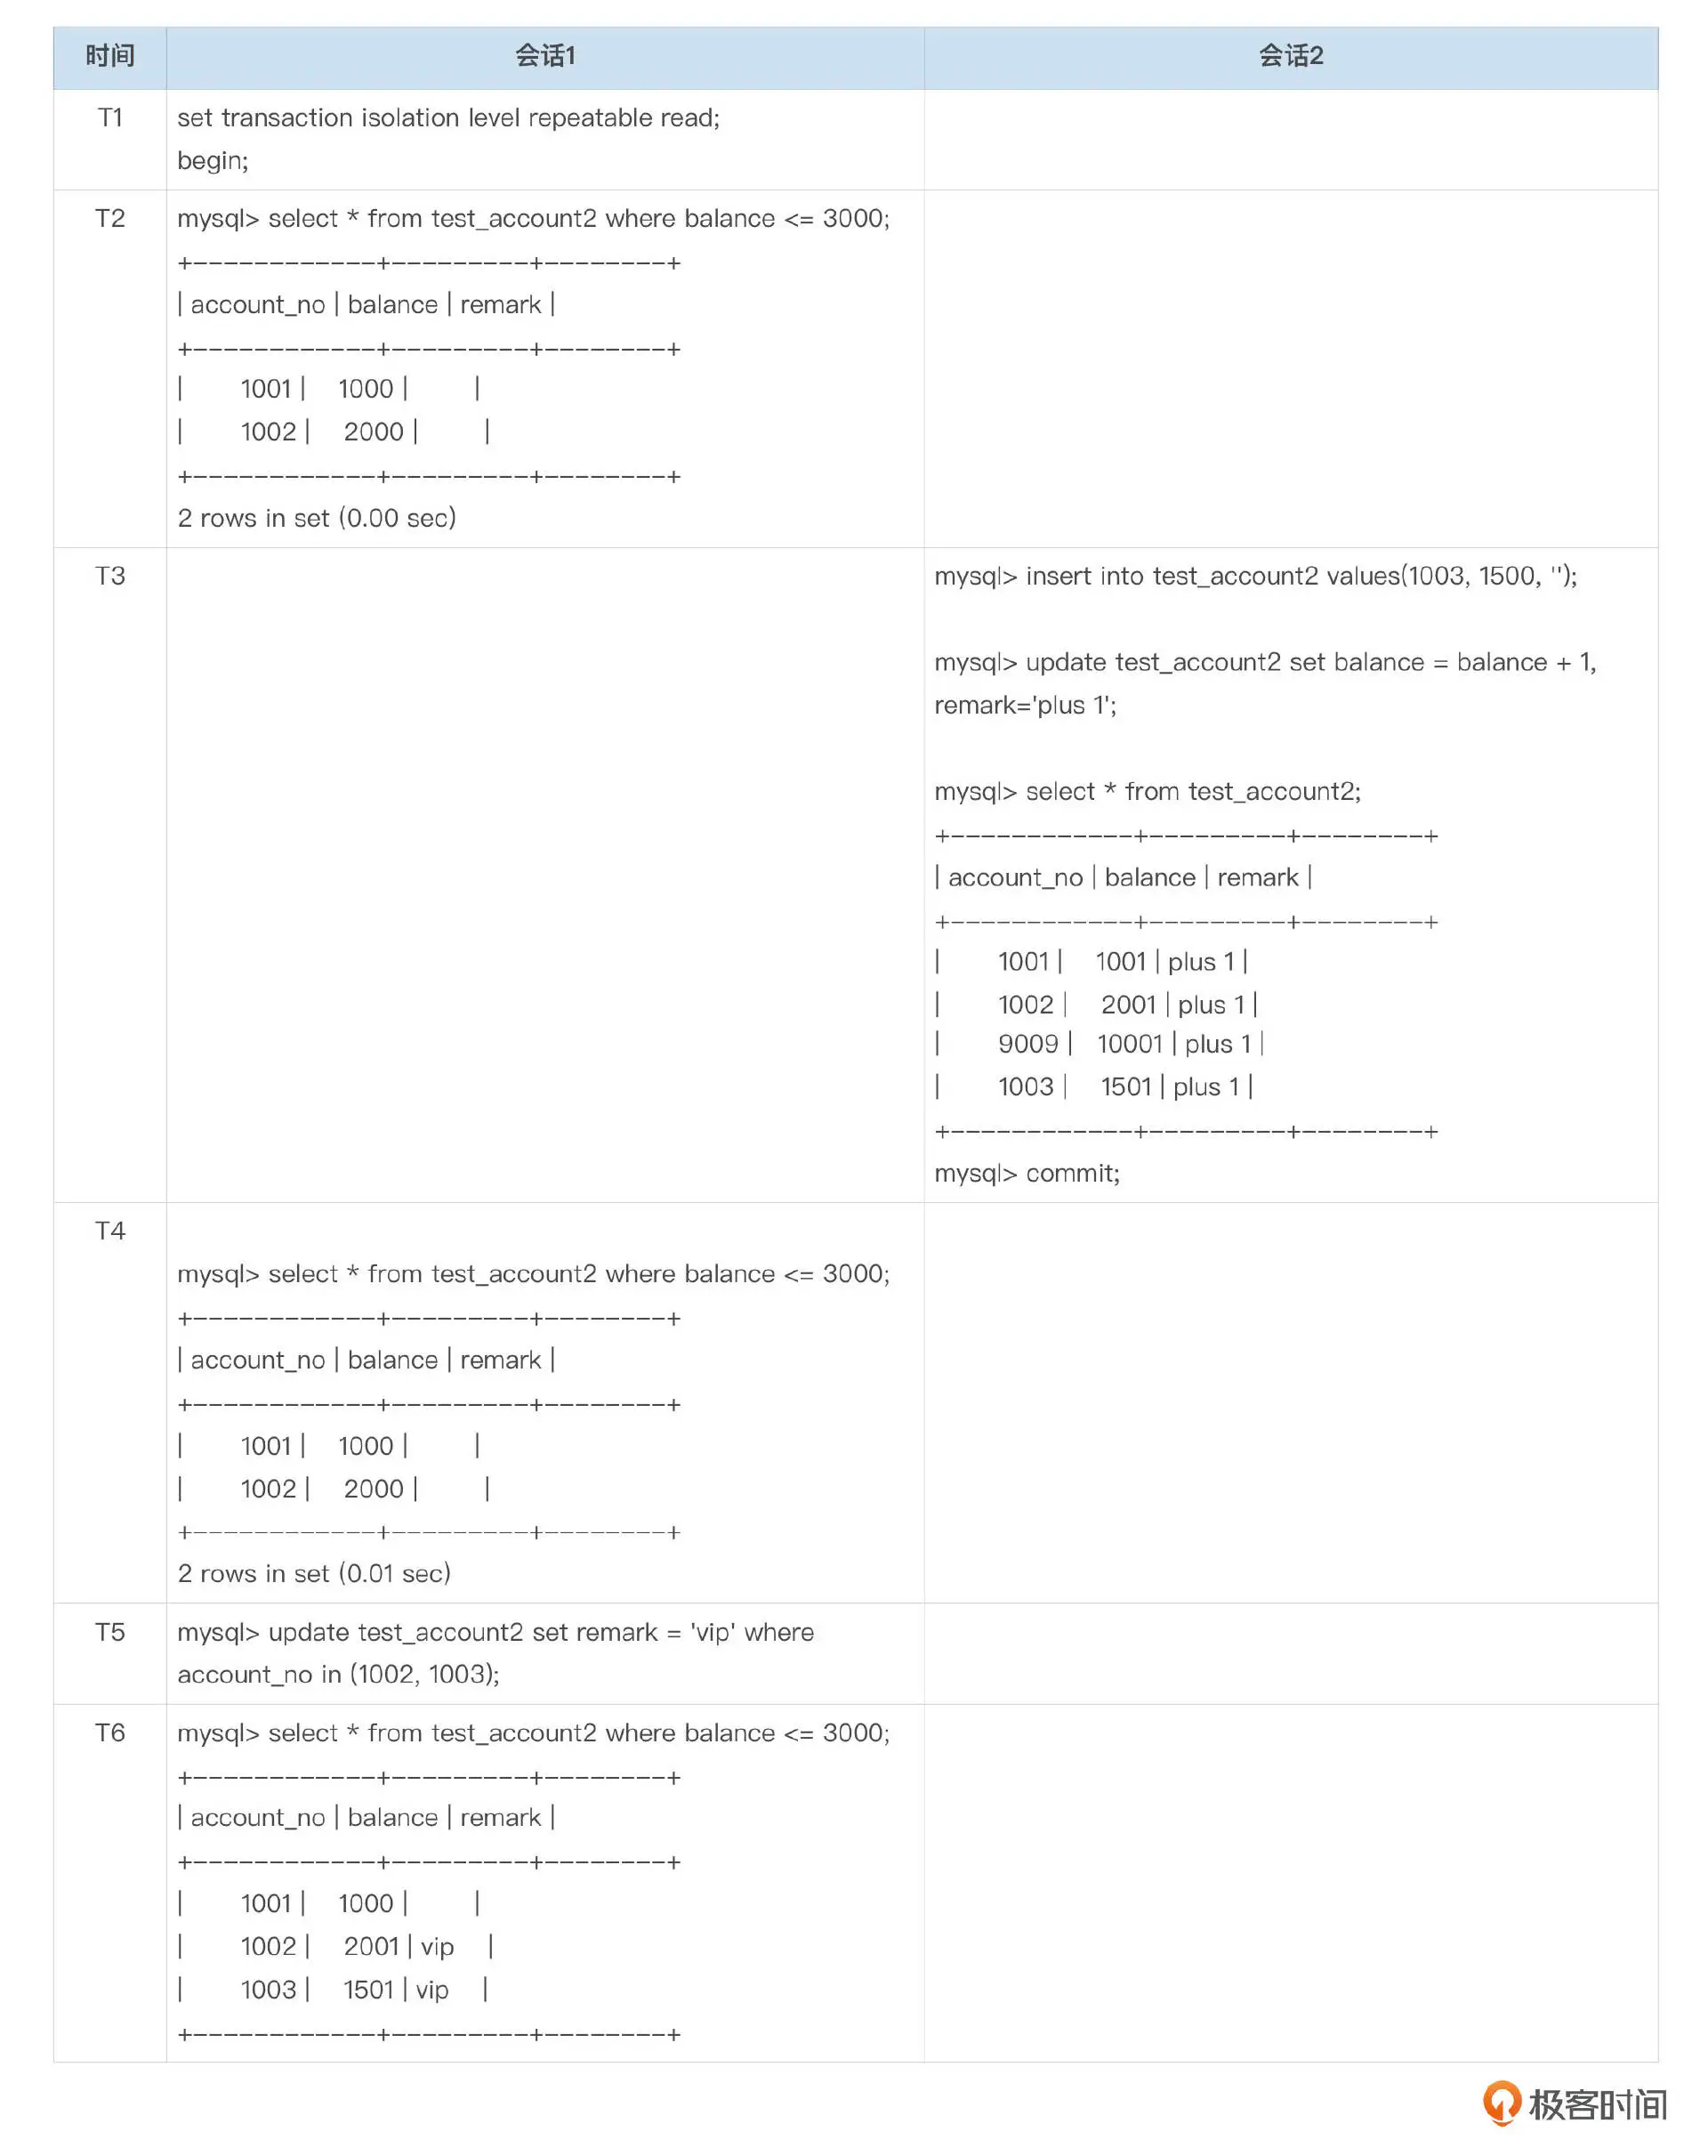 时间 会话1 会话2
T1 set transaction isolation level repeatable read;
begin;
T2 mysql> select * from test_account2 where balance <= 3000;
+------------+---------+--------+
| account_no | balance | remark |
+------------+---------+--------+
| 1001 | 1000 | |
| 1002 | 2000 | |
+------------+---------+--------+
2 rows in set (0.00 sec)
T3 mysql> insert into test_account2 values(1003, 1500, '');
mysql> update test_account2 set balance = balance + 1,
remark='plus 1';
mysql> select * from test_account2;
+------------+---------+--------+
| account_no | balance | remark |
+------------+---------+--------+
| 1001 | 1001 | plus 1 |
| 1002 | 2001 | plus 1 |
| 9009 | 10001 | plus 1 |
| 1003 | 1501 | plus 1 |
+------------+---------+--------+
mysql> commit;
T4
mysql> select * from test_account2 where balance <= 3000;
+------------+---------+--------+
| account_no | balance | remark |
+------------+---------+--------+
| 1001 | 1000 | |
| 1002 | 2000 | |
+------------+---------+--------+
2 rows in set (0.01 sec)
T5 mysql> update test_account2 set remark = 'vip' where
account_no in (1002, 1003);
T6 mysql> select * from test_account2 where balance <= 3000;
+------------+---------+--------+
| account_no | balance | remark |
+------------+---------+--------+
| 1001 | 1000 | |
| 1002 | 2001 | vip |
| 1003 | 1501 | vip |
+------------+---------+--------+
极客时间